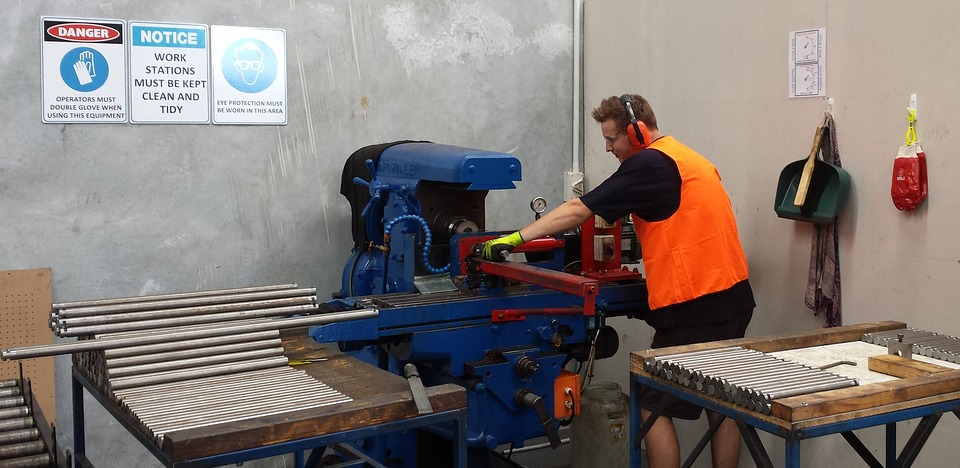 DANGER
OPERATORS MUST
DOUBLE GLOVE WHEN
USING THIS EQUIPMENT
NOTICE
WORK
STATIONS
MUST BE KEPT
CLEAN AND
TIDY
EYE PROTECTION MUST
BE WORN IN THIS AREA